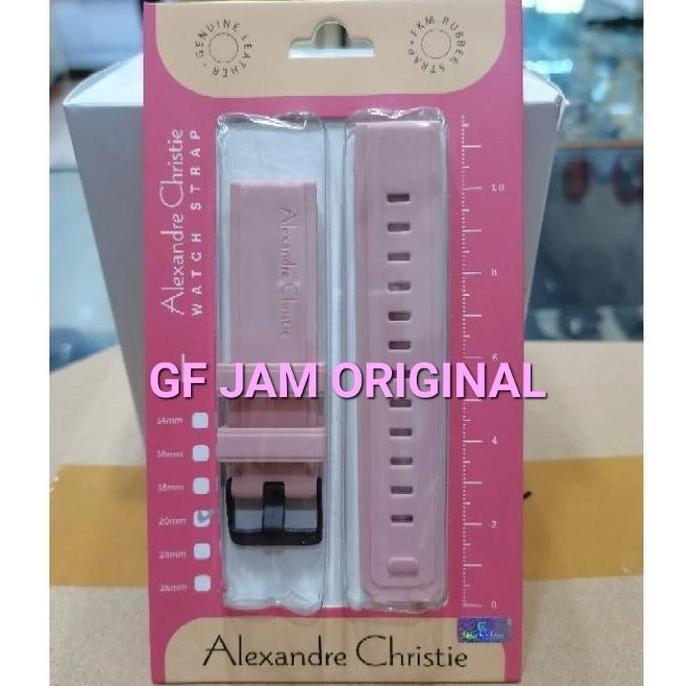 GENUINE LEATHER
FKM RUBBER STRAP
Alexandre Christie
WATCH STRAP
Alexandre Christie
10
8
6
4
2
0
GF JAM ORIGINAL
14mm
16mm
18mm
20mm
24mm
26mm
Alexandre Christie